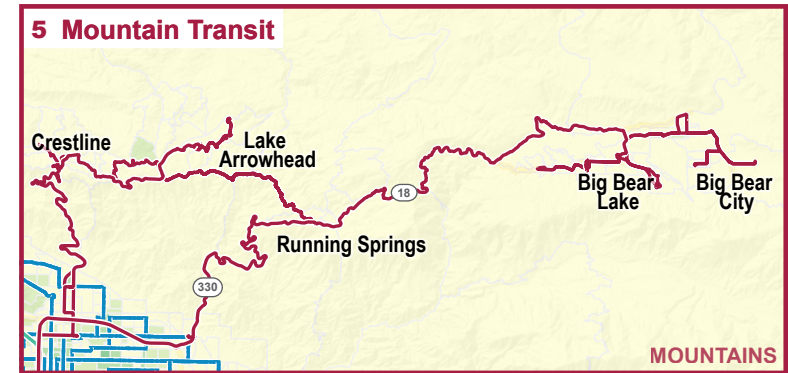 5 Mountain Transit
Crestline
Lake
Arrowhead
18
Big Bear
Lake
Big Bear
City
Running Springs
330
MOUNTAINS